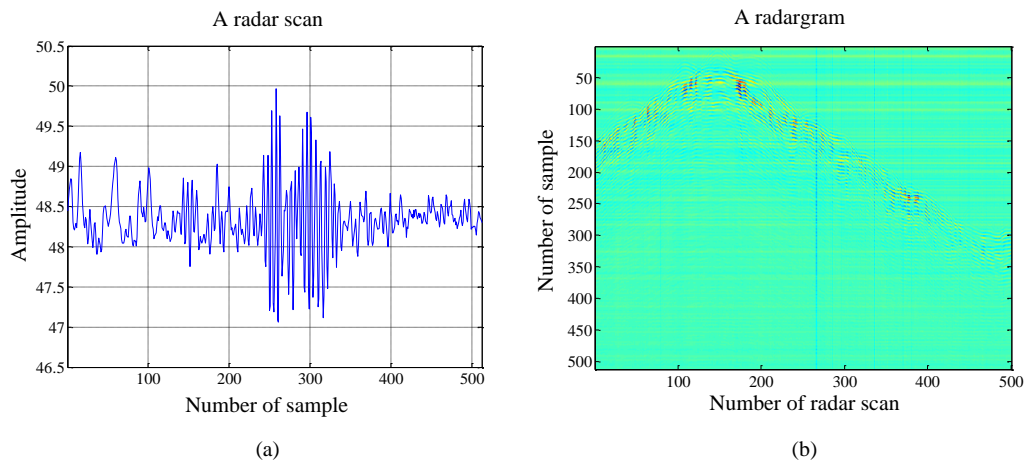 A radar scan
50.5
50
49.5
49
48.5
48
47.5
47
46.5
Amplitude
100 200 300 400 500
Number of sample
(a)
A radargram
50
100
150
200
250
300
350
400
450
500
Number of sample
100 200 300 400 500
Number of radar scan
(b)